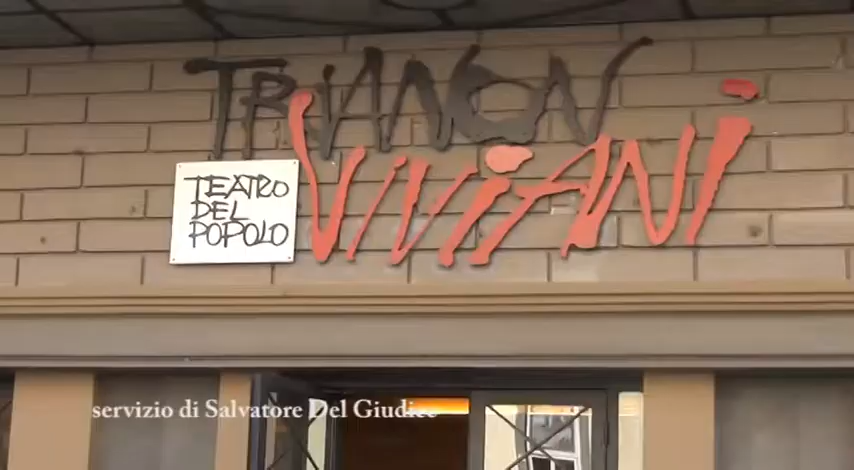 TRIANON
VIVIANI
TEATRO
DEL
POPOLO
servizio di Salvatore Del Giudice